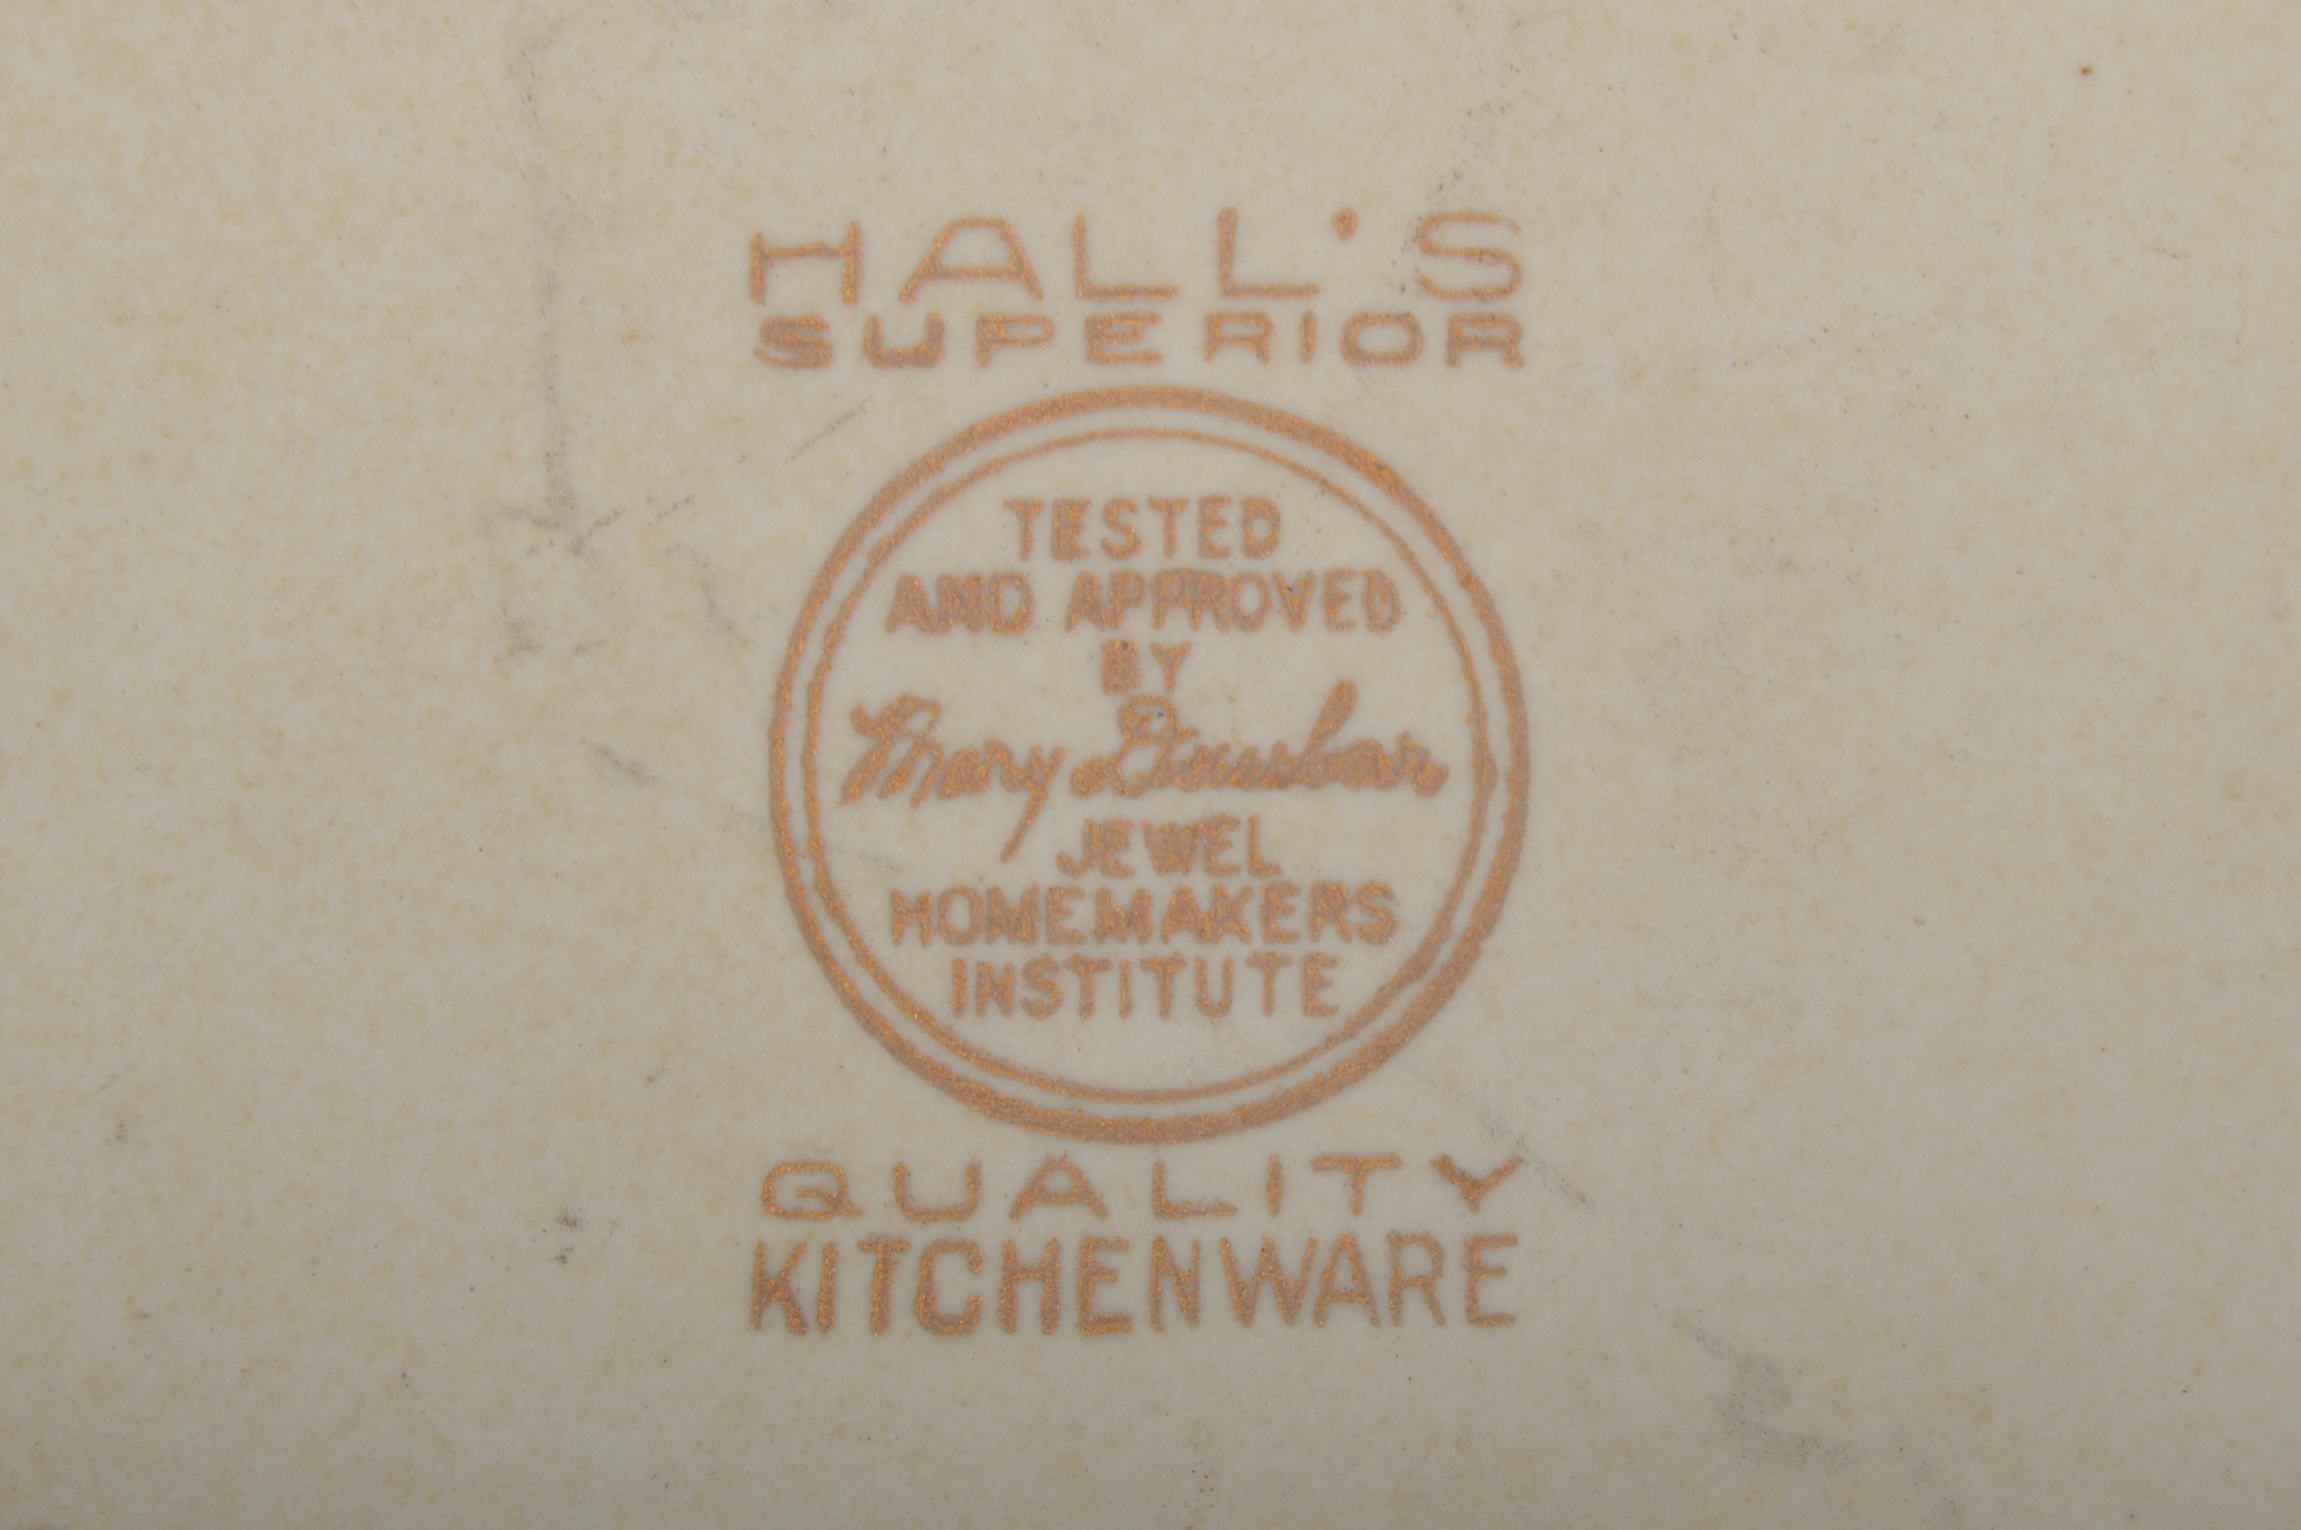 HALL'S
SUPERIOR
TESTED
AND APPROVED
BY
Mary Dunbar
JEWEL
HOMEMAKERS
INSTITUTE
QUALITY
KITCHENWARE